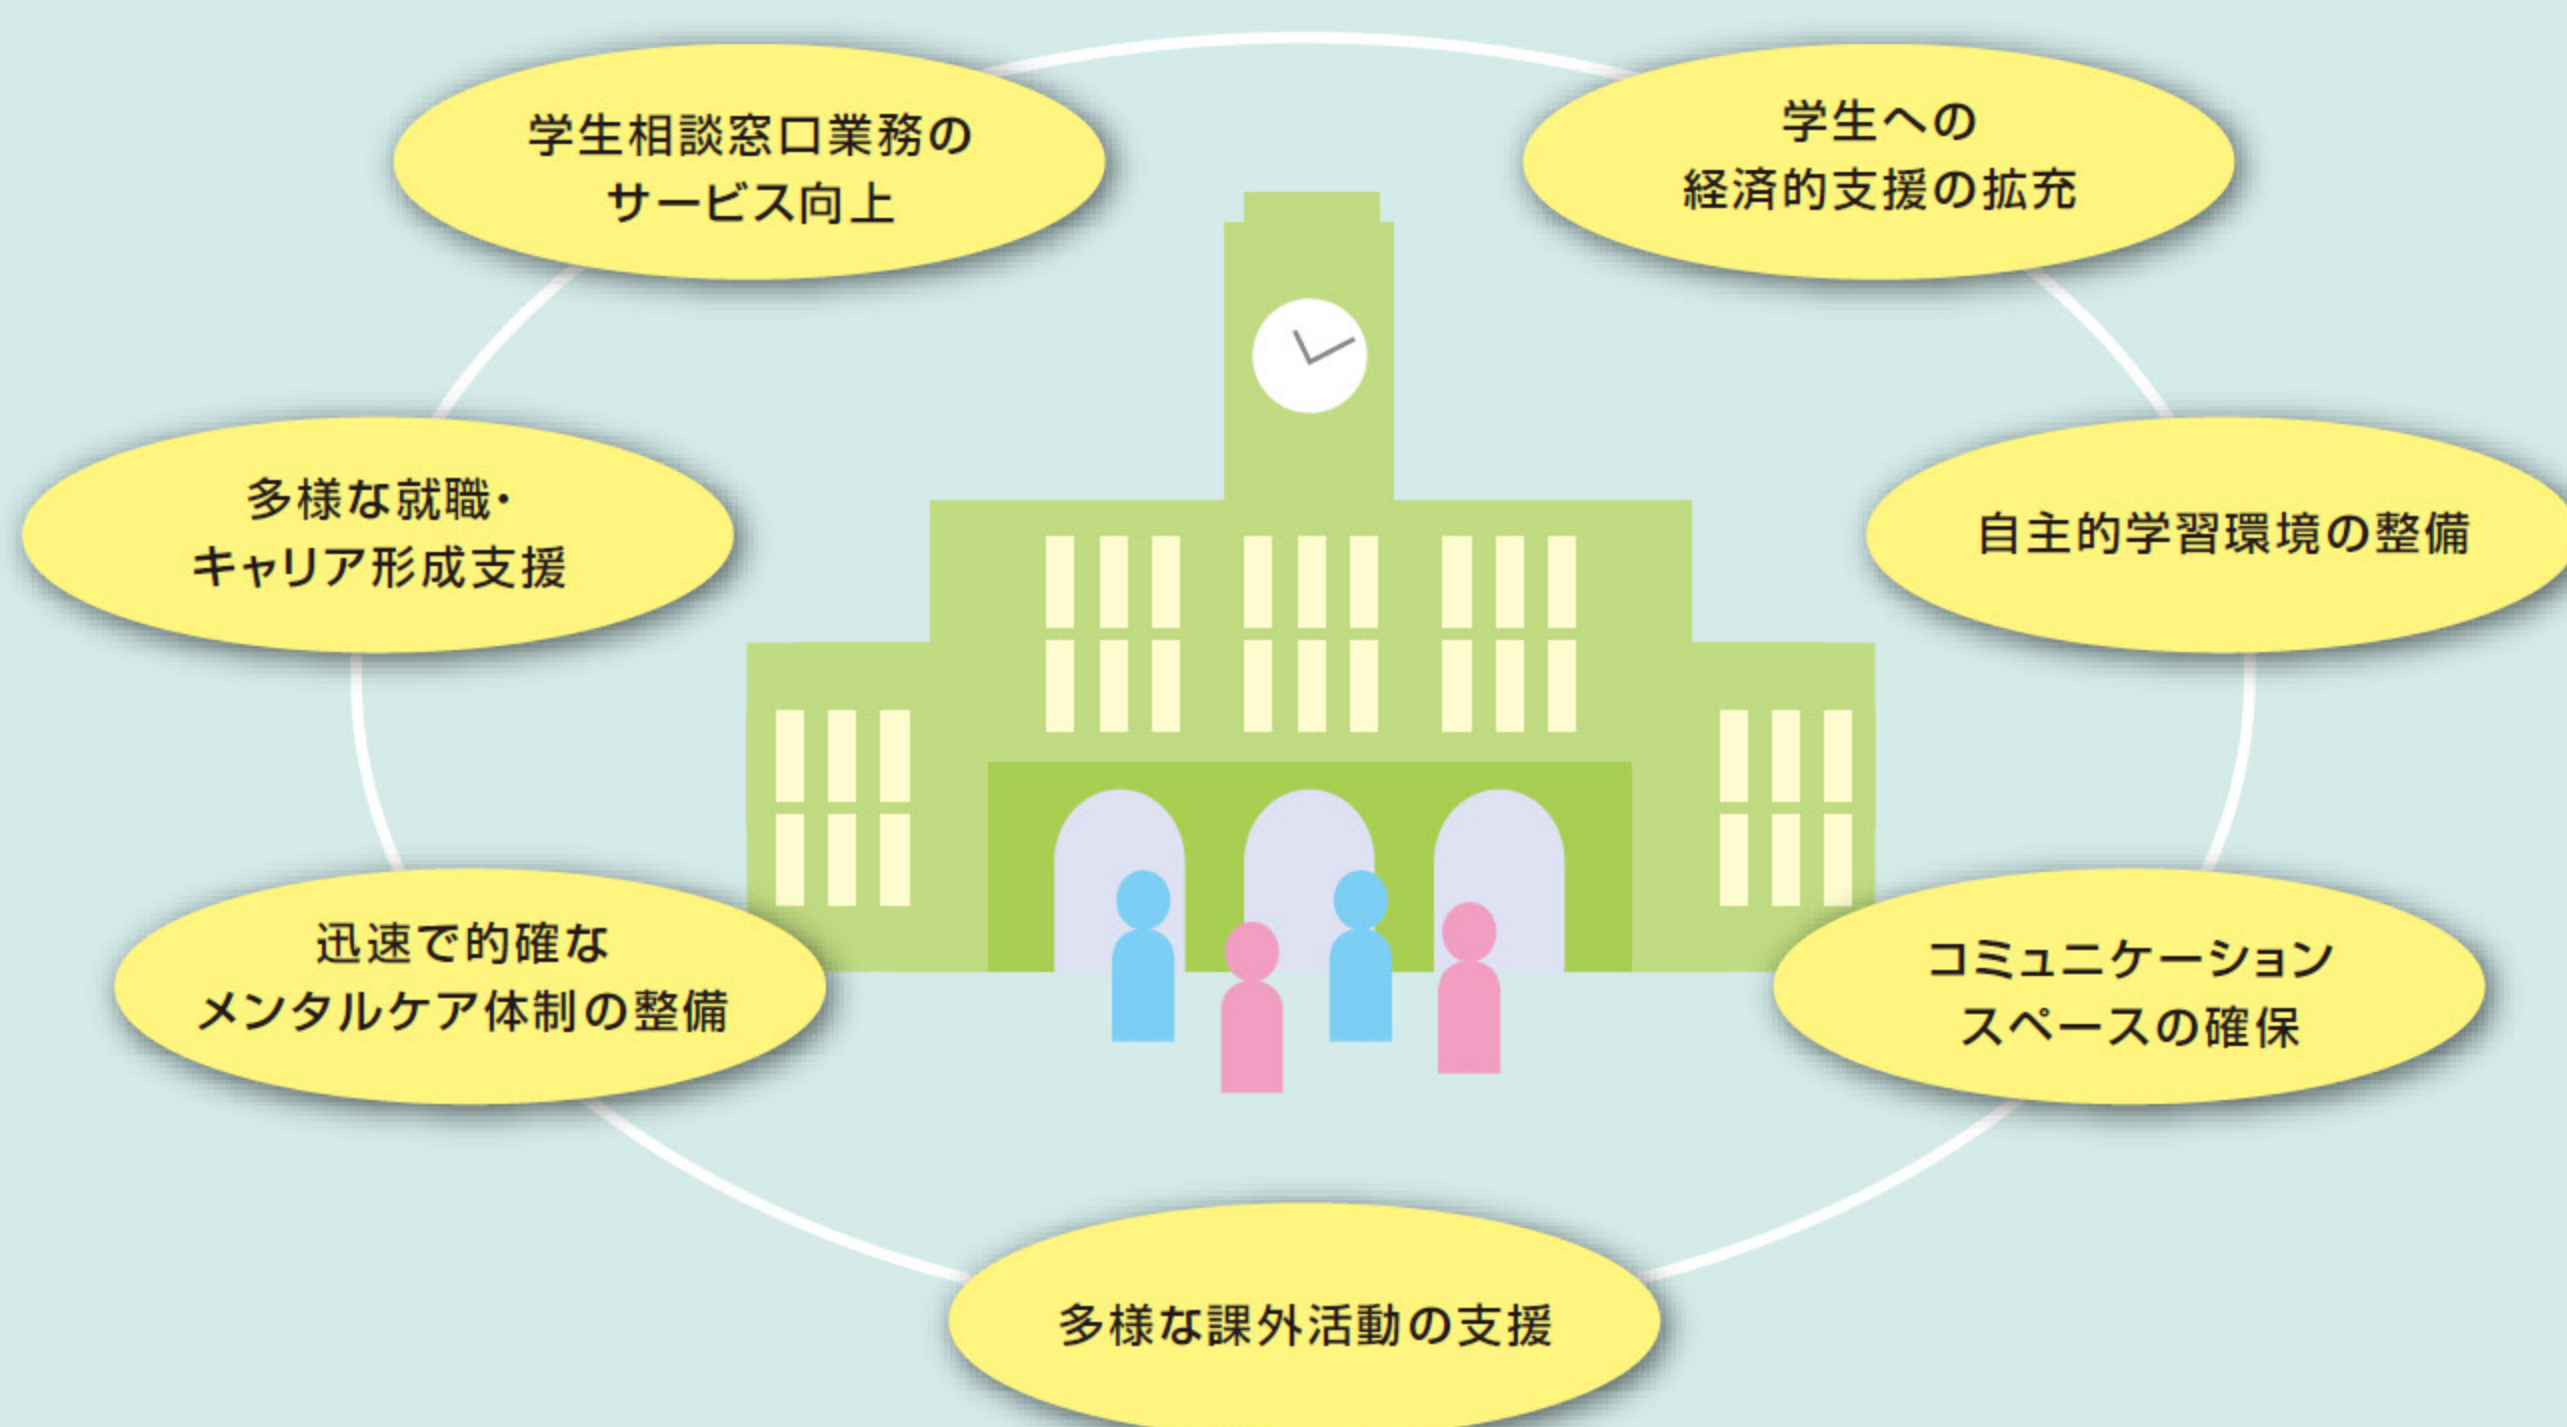 学生相談窓口業務の
サービス向上
学生への
経済的支援の拡充
多様な就職・
キャリア形成支援
自主的学習環境の整備
迅速で的確な
メンタルケア体制の整備
コミュニケーション
スペースの確保
多様な課外活動の支援